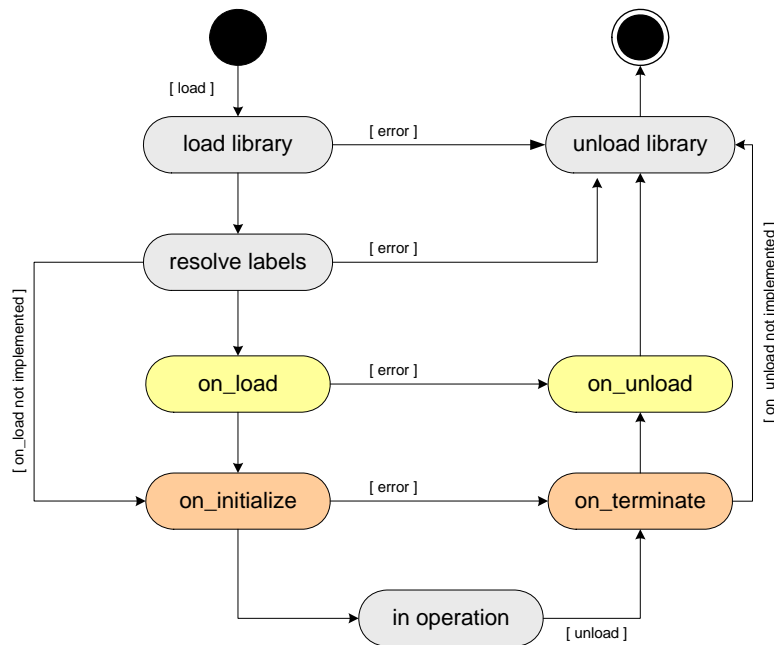 [ load ]
load library
[ error ]
unload library
resolve labels
[ error ]
[ on_load not implemented ]
[ on_unload not implemented ]
on_load
[ error ]
on_unload
on_initialize
[ error ]
on_terminate
in operation
[ unload ]